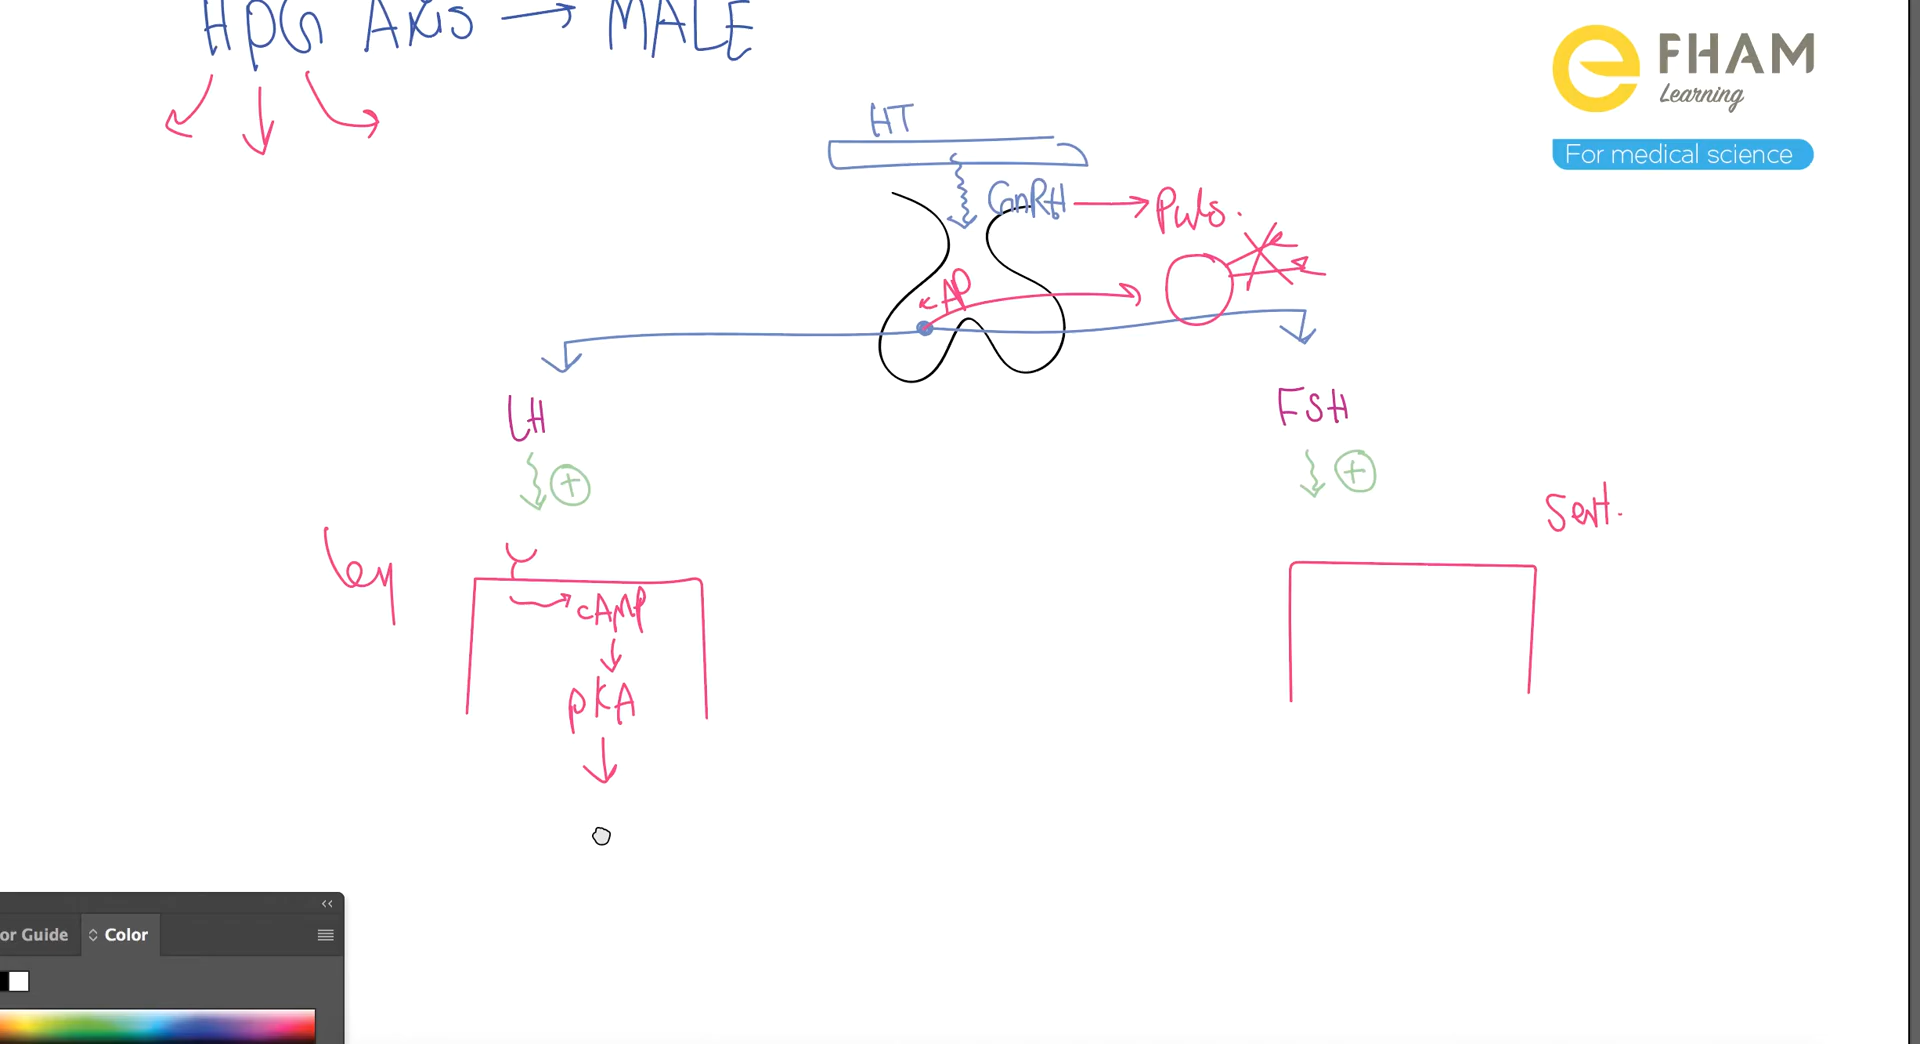 HPG AXIS → MALE
eFHAM
Learning
For medical science
HT
GnRH → Puls.
AP
LH
FSH
+
+
Sert.
Ley
cAMP
PKA
or Guide
Color